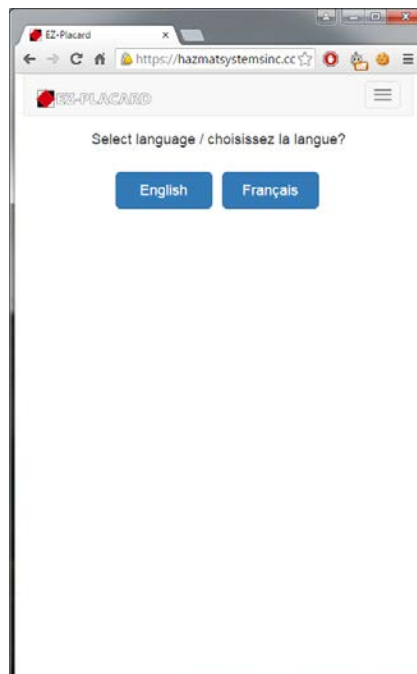 EZ-Placard
https://hazmatsystemsinc.cc
EZ-PLACARD
Select language / choisissez la langue?
English Français